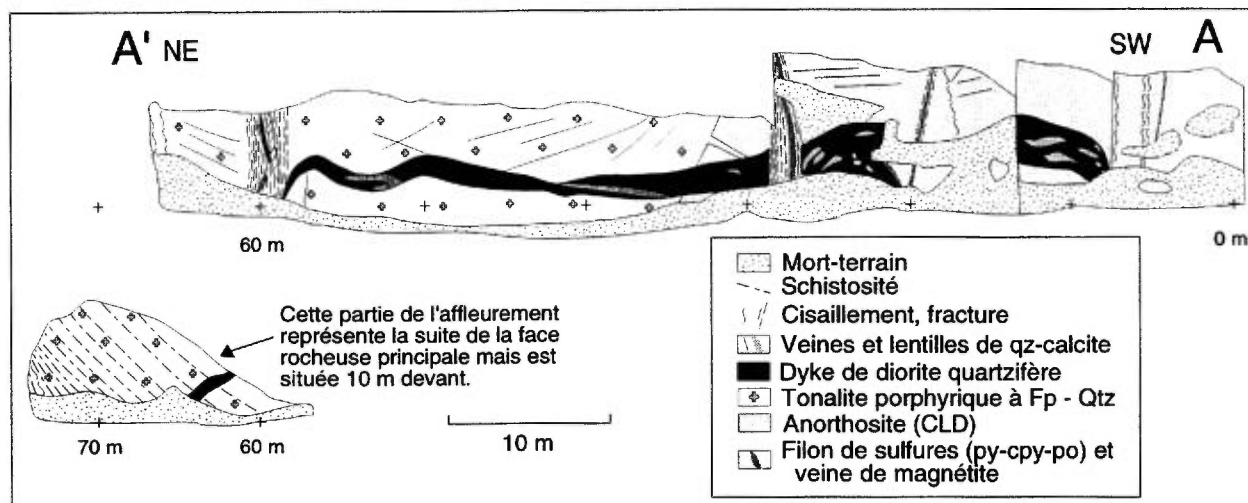 A' NE
SW A
60 m
0 m
Cette partie de l'affleurement
représente la suite de la face
rocheuse principale mais est
située 10 m devant.
70 m
60 m
10 m
Mort-terrain
Schistosité
Cisaillement, fracture
Veines et lentilles de qz-calcite
Dyke de diorite quartzifère
Tonalite porphyrique à Fp - Qtz
Anorthosite (CLD)
Filon de sulfures (py-cpy-po) et
veine de magnétite